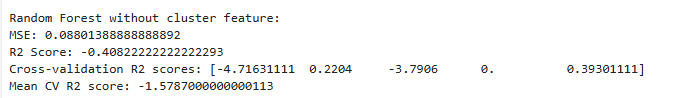 Random Forest without cluster feature:
MSE: 0.08801388888888892
R2 Score: -0.40822222222222293
Cross-validation R2 scores: [-4.71631111  0.2204     -3.7906      0.          0.39301111]
Mean CV R2 score: -1.5787000000000113